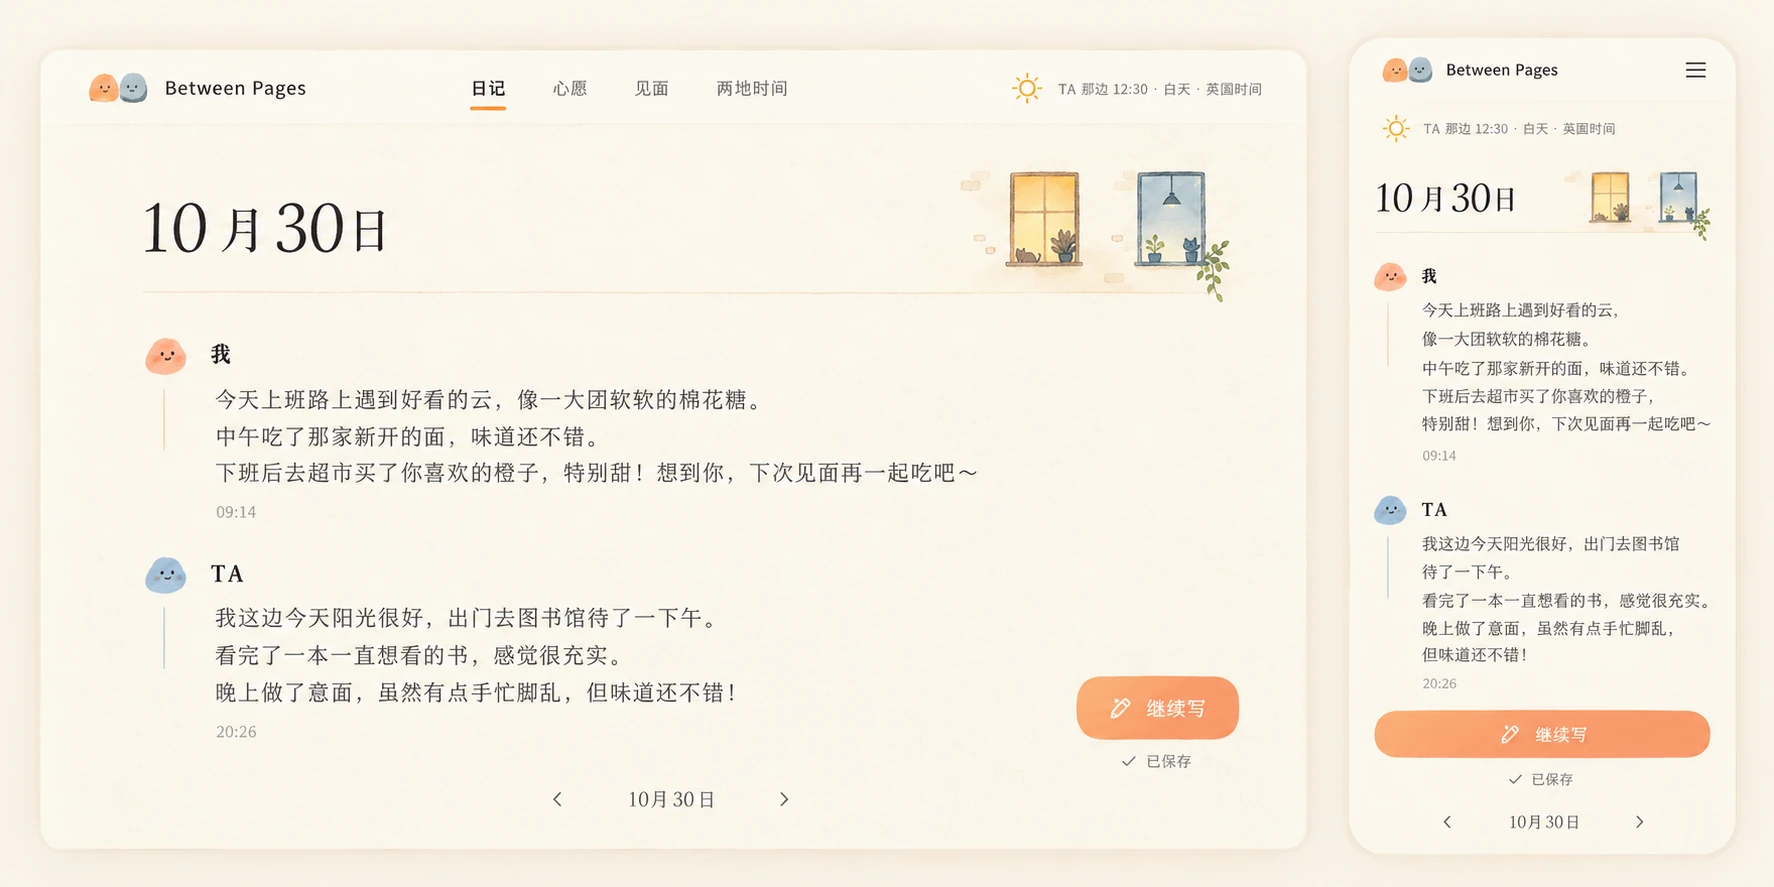 Between Pages
日记
心愿
见面
两地时间
TA 那边 12:30 · 白天 · 英国时间
10月30日
我
今天上班路上遇到好看的云，像一大团软软的棉花糖。
中午吃了那家新开的面，味道还不错。
下班后去超市买了你喜欢的橙子，特别甜！想到你，下次见面再一起吃吧～
09:14
TA
我这边今天阳光很好，出门去图书馆待了一下午。
看完了一本一直想看的书，感觉很充实。
晚上做了意面，虽然有点手忙脚乱，但味道还不错！
20:26
继续写
已保存
10月30日
Between Pages
TA 那边 12:30 · 白天 · 英国时间
10月30日
我
今天上班路上遇到好看的云，
像一大团软软的棉花糖。
中午吃了那家新开的面，味道还不错。
下班后去超市买了你喜欢的橙子，
特别甜！想到你，下次见面再一起吃吧～
09:14
TA
我这边今天阳光很好，出门去图书馆
待了一下午。
看完了一本一直想看的书，感觉很充实。
晚上做了意面，虽然有点手忙脚乱，
但味道还不错！
20:26
继续写
已保存
10月30日